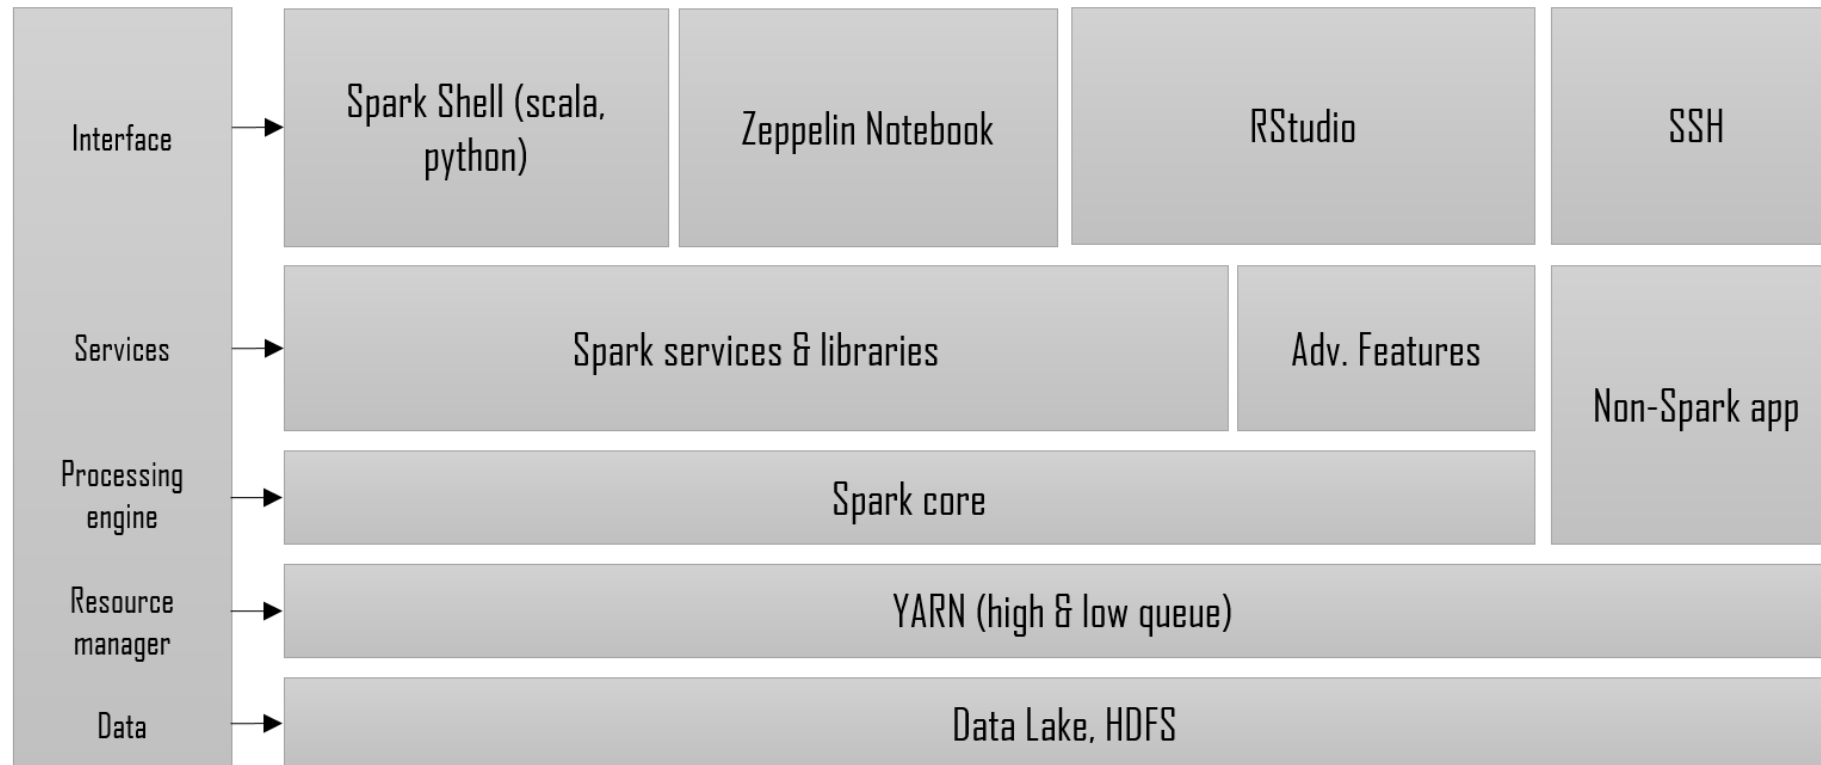 Interface
Spark Shell (scala,
python)
Zeppelin Notebook
RStudio
SSH
Services
Spark services & libraries
Adv. Features
Non-Spark app
Processing
engine
Spark core
Resource
manager
YARN (high & low queue)
Data
Data Lake, HDFS